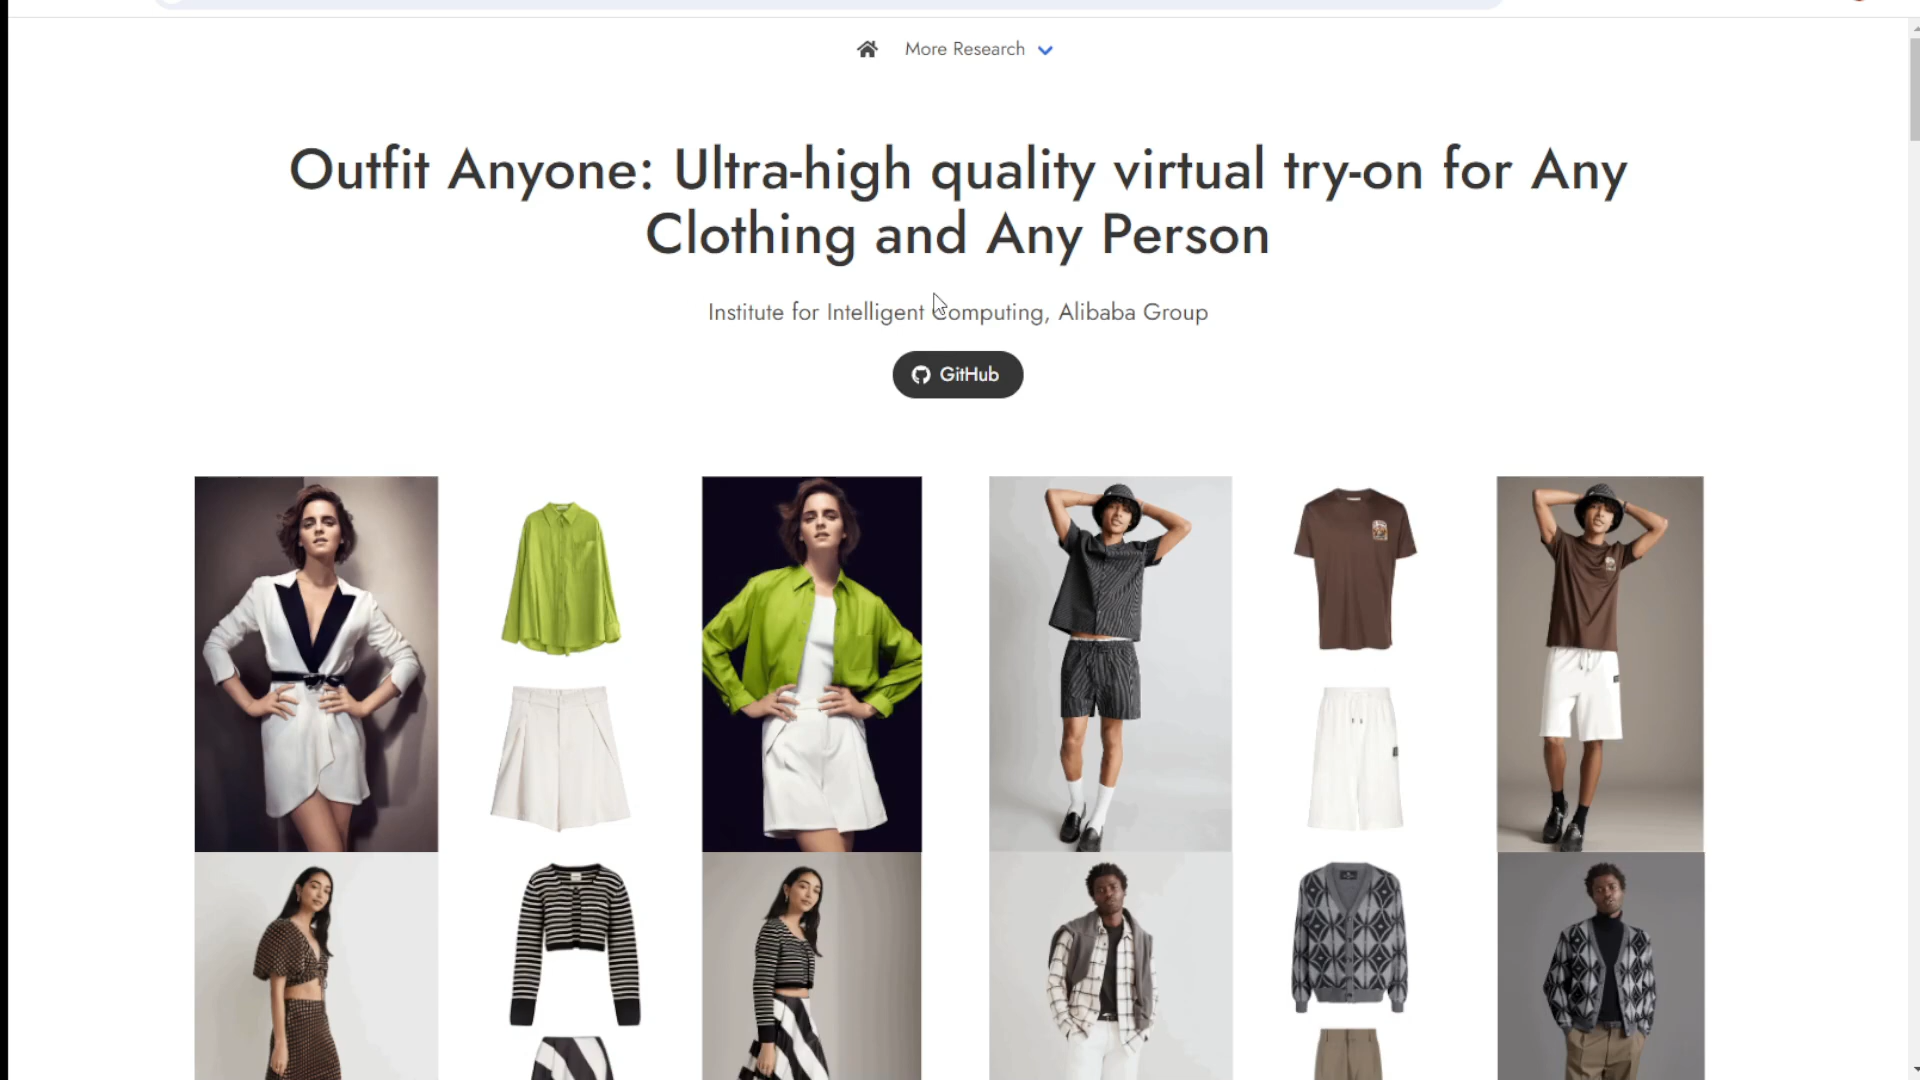 More Research
Outfit Anyone: Ultra-high quality virtual try-on for Any
Clothing and Any Person
Institute for Intelligent Computing, Alibaba Group
GitHub